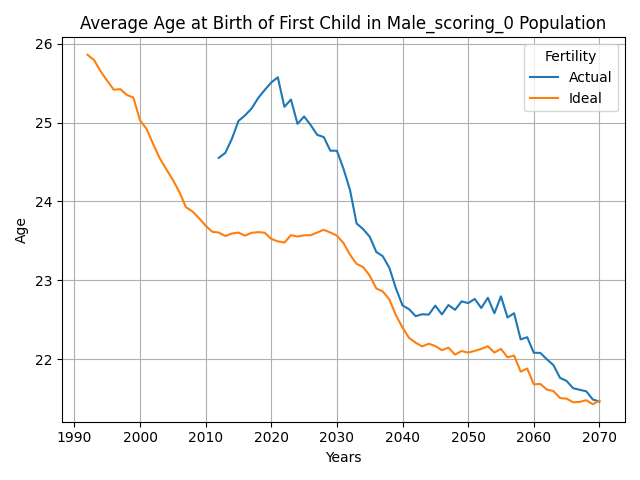 Average Age at Birth of First Child in Male_scoring_0 Population
Fertility
Actual
Ideal
26
25
24
23
22
Age
1990
2000
2010
2020
2030
2040
2050
2060
2070
Years